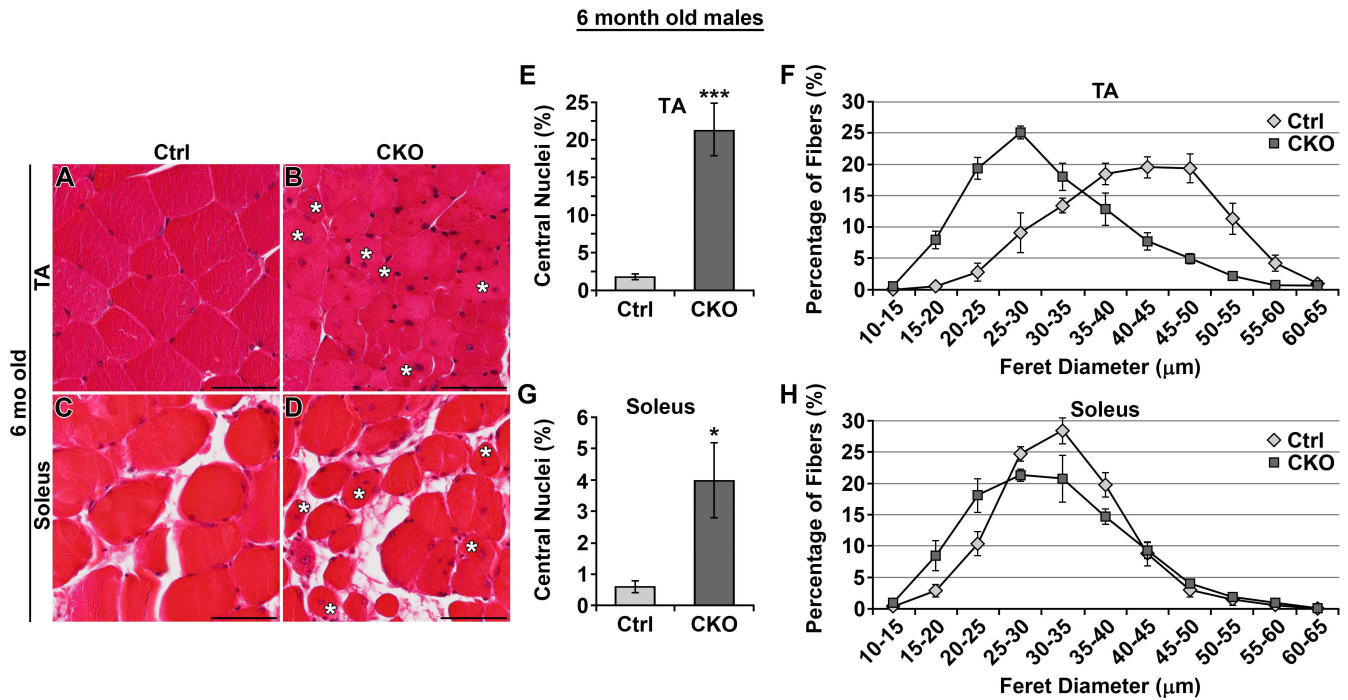 6 month old males
Ctrl
CKO
6 mo old
TA
A
B
*
*
*
*
*
*
Soleus
C
D
*
*
*
*
*
E
TA
***
Central Nuclei (%)
25
20
15
10
5
0
Ctrl
CKO
F
TA
Percentage of Fibers (%)
30
25
20
15
10
5
0
Ctrl
CKO
10-15
15-20
20-25
25-30
30-35
35-40
40-45
45-50
50-55
55-60
60-65
Feret Diameter (μm)
G
Soleus
*
Central Nuclei (%)
6
5
4
3
2
1
0
Ctrl
CKO
H
Soleus
Percentage of Fibers (%)
30
25
20
15
10
5
0
Ctrl
CKO
10-15
15-20
20-25
25-30
30-35
35-40
40-45
45-50
50-55
55-60
60-65
Feret Diameter (μm)